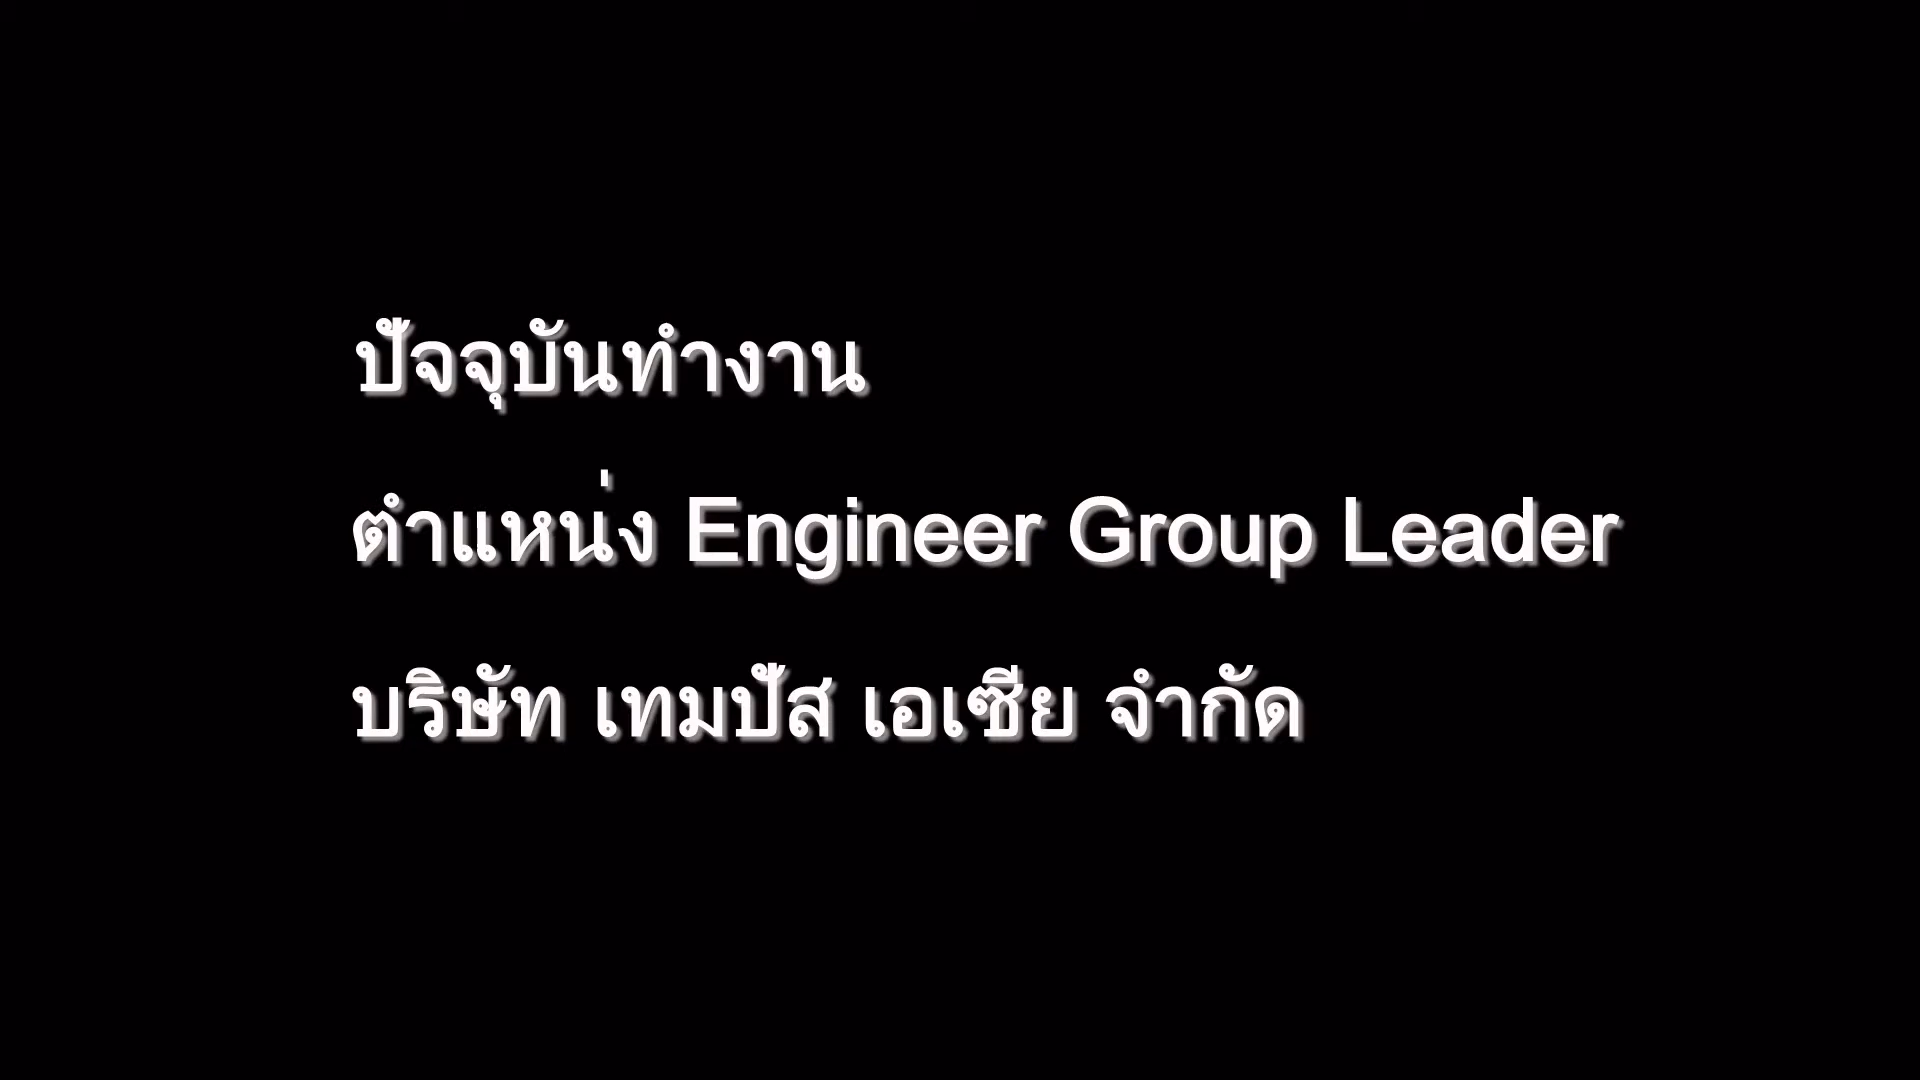 ปัจจุบันทำงาน
ตำแหน่ง Engineer Group Leader
บริษัท เทมปัส เอเซีย จำกัด